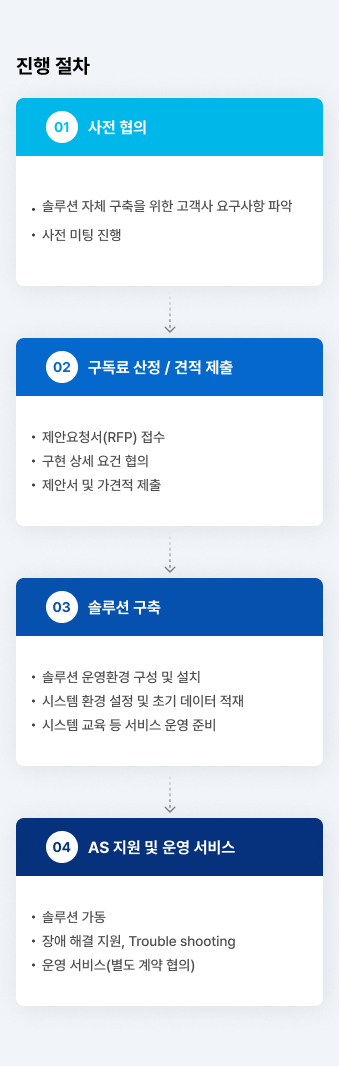 진행 절차
01 사전 협의
• 솔루션 자체 구축을 위한 고객사 요구사항 파악
• 사전 미팅 진행
02 구독료 산정 / 견적 제출
• 제안요청서(RFP) 접수
• 구현 상세 요건 협의
• 제안서 및 가견적 제출
03 솔루션 구축
• 솔루션 운영환경 구성 및 설치
• 시스템 환경 설정 및 초기 데이터 적재
• 시스템 교육 등 서비스 운영 준비
04 AS 지원 및 운영 서비스
• 솔루션 가동
• 장애 해결 지원, Trouble shooting
• 운영 서비스(별도 계약 협의)